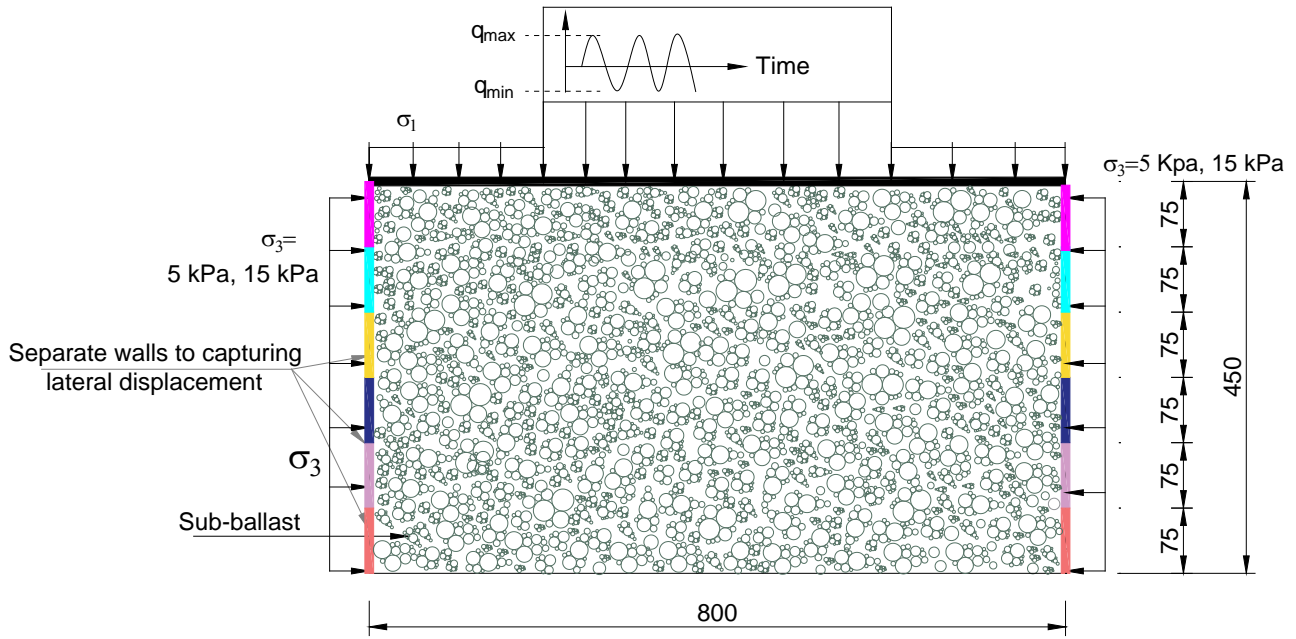 qmax
Time
qmin
σ1
σ3=5 Kpa, 15 kPa
σ3=
5 kPa, 15 kPa
75
75
75
75
75
75
450
Separate walls to capturing
lateral displacement
σ3
Sub-ballast
800